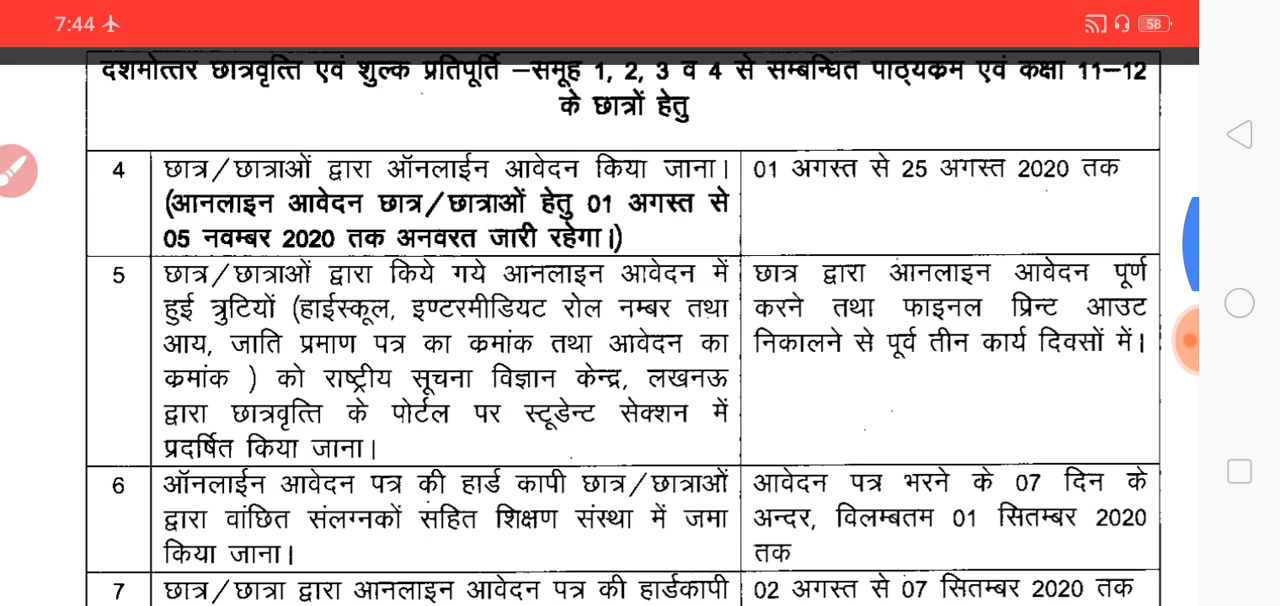 7:44
58
दशमोत्तर छात्रवृत्ति एवं शुल्क प्रतिपूर्ति –समूह 1, 2, 3 व 4 से सम्बन्धित पाठ्यक्रम एवं कक्षा 11–12
के छात्रों हेतु
4 छात्र/छात्राओं द्वारा ऑनलाईन आवेदन किया जाना। 01 अगस्त से 25 अगस्त 2020 तक
(आनलाइन आवेदन छात्र/छात्राओं हेतु 01 अगस्त से
05 नवम्बर 2020 तक अनवरत जारी रहेगा।)
5 छात्र/छात्राओं द्वारा किये गये आनलाइन आवेदन में छात्र द्वारा आनलाइन आवेदन पूर्ण
हुई त्रुटियों (हाईस्कूल, इण्टरमीडियट रोल नम्बर तथा करने तथा फाइनल प्रिन्ट आउट
आय, जाति प्रमाण पत्र का क्रमांक तथा आवेदन का निकालने से पूर्व तीन कार्य दिवसों में।
क्रमांक ) को राष्ट्रीय सूचना विज्ञान केन्द्र, लखनऊ
द्वारा छात्रवृत्ति के पोर्टल पर स्टूडेन्ट सेक्शन में
प्रदर्षित किया जाना।
6 ऑनलाईन आवेदन पत्र की हार्ड कापी छात्र/छात्राओं आवेदन पत्र भरने के 07 दिन के
द्वारा वांछित संलग्नकों सहित शिक्षण संस्था में जमा अन्दर, विलम्बतम 01 सितम्बर 2020
किया जाना। तक
7 छात्र/छात्रा द्वारा आनलाइन आवेदन पत्र की हार्डकापी 02 अगस्त से 07 सितम्बर 2020 तक